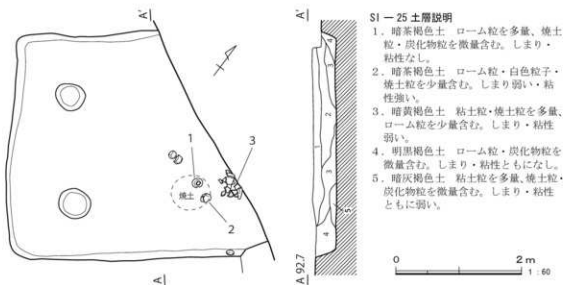 A'
A'
SI－25 土層説明
1．暗茶褐色土　ローム粒を多量、焼土
粒・炭化物粒を微量含む。しまり・
粘性なし。
2．暗茶褐色土　ローム粒・白色粒子・
焼土粒を少量含む。しまり弱い・粘
性強い。
3．暗黄褐色土　粘土粒・焼土粒を多量、
ローム粒を少量含む。しまり・粘性
弱い。
4．明黒褐色土　ローム粒・炭化物粒を
微量含む。しまり・粘性ともになし。
5．暗灰褐色土　粘土粒を多量、焼土粒・
炭化物粒を微量含む。しまり・粘性
ともに弱い。
1
3
焼土
2
A
4
3
2
1
3
5
4
A 92.7
0
2 m
1：60